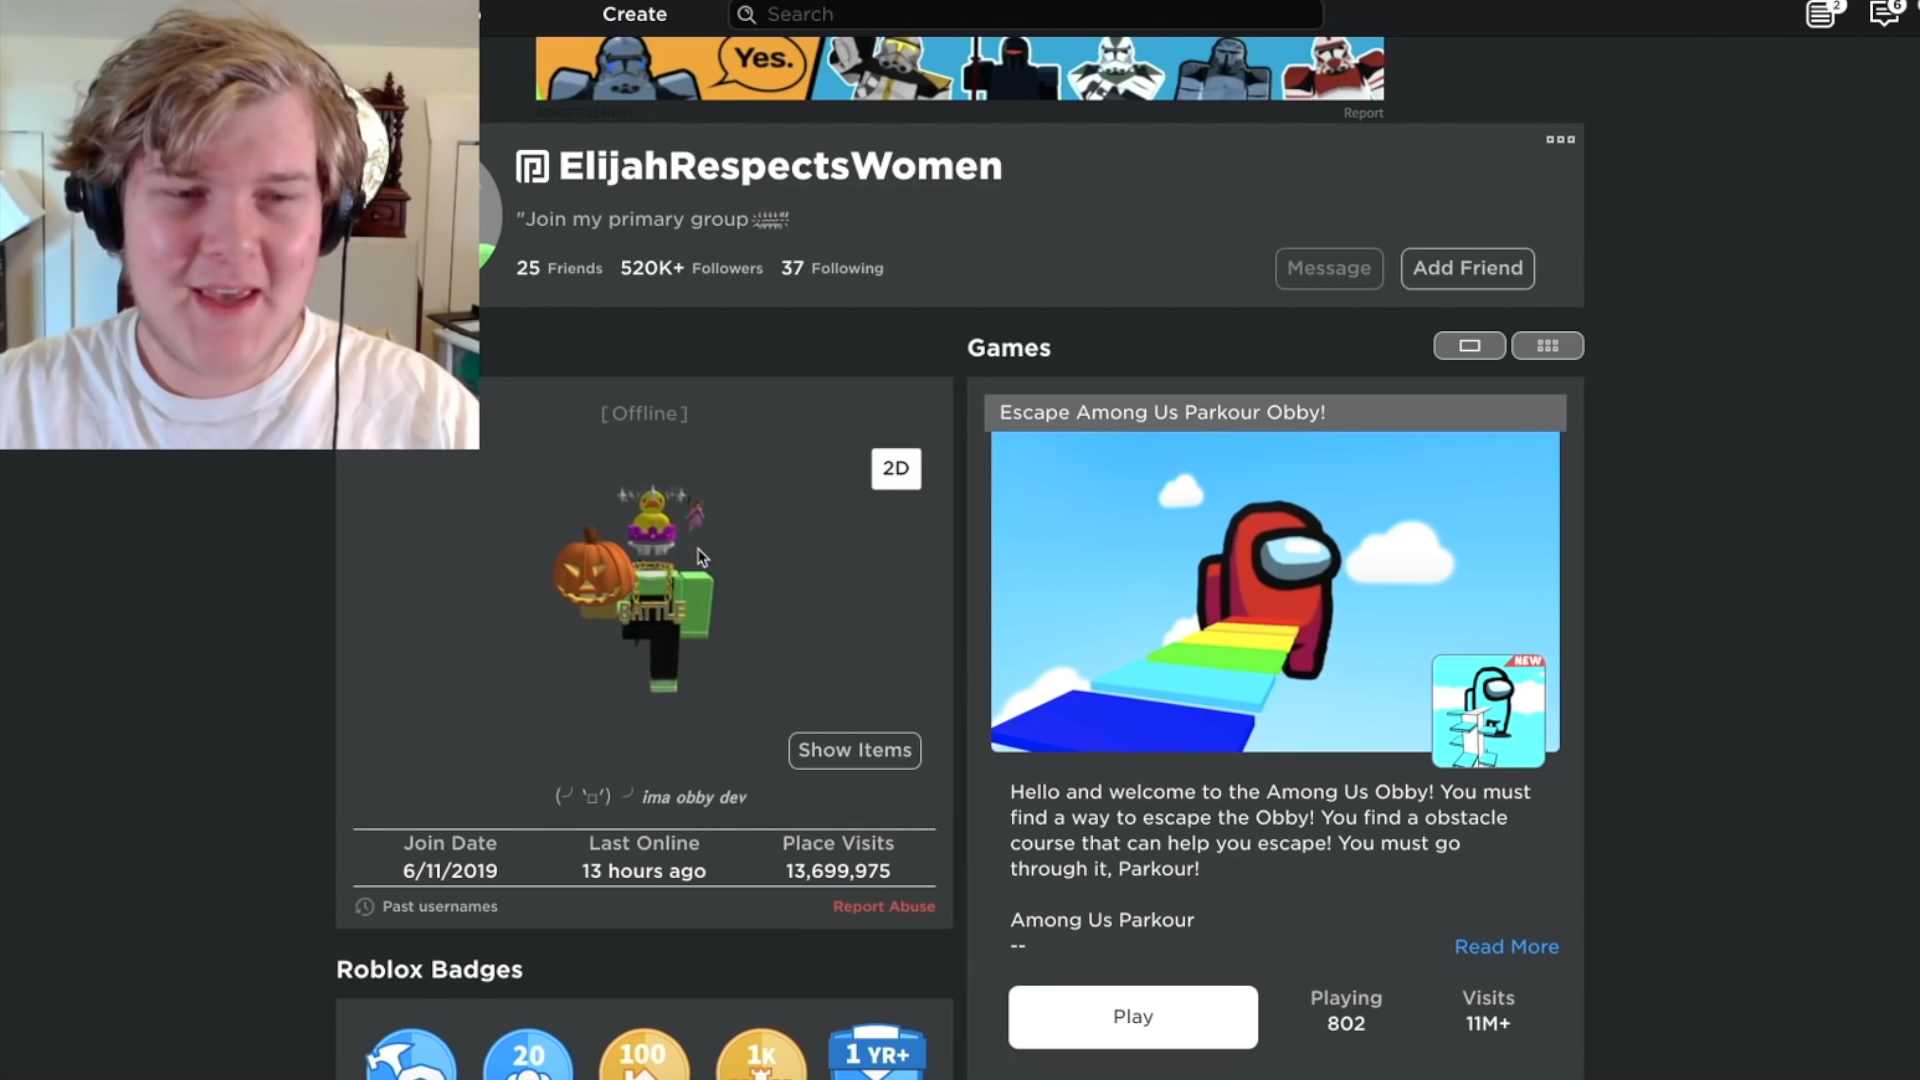 Create
Search
2
6
Yes.
ADVERTISEMENT
Report
ElijahRespectsWomen
"Join my primary group
25 Friends 520K+ Followers 37 Following
Message
Add Friend
Games
[Offline]
2D
BATTLE
Show Items
(╯'□')╯ ima obby dev
Join Date Last Online Place Visits
6/11/2019 13 hours ago 13,699,975
Past usernames
Report Abuse
Roblox Badges
20
100
1K
1 YR+
Escape Among Us Parkour Obby!
NEW
Hello and welcome to the Among Us Obby! You must
find a way to escape the Obby! You find a obstacle
course that can help you escape! You must go
through it, Parkour!
Among Us Parkour
--
Read More
Play
Playing
802
Visits
11M+